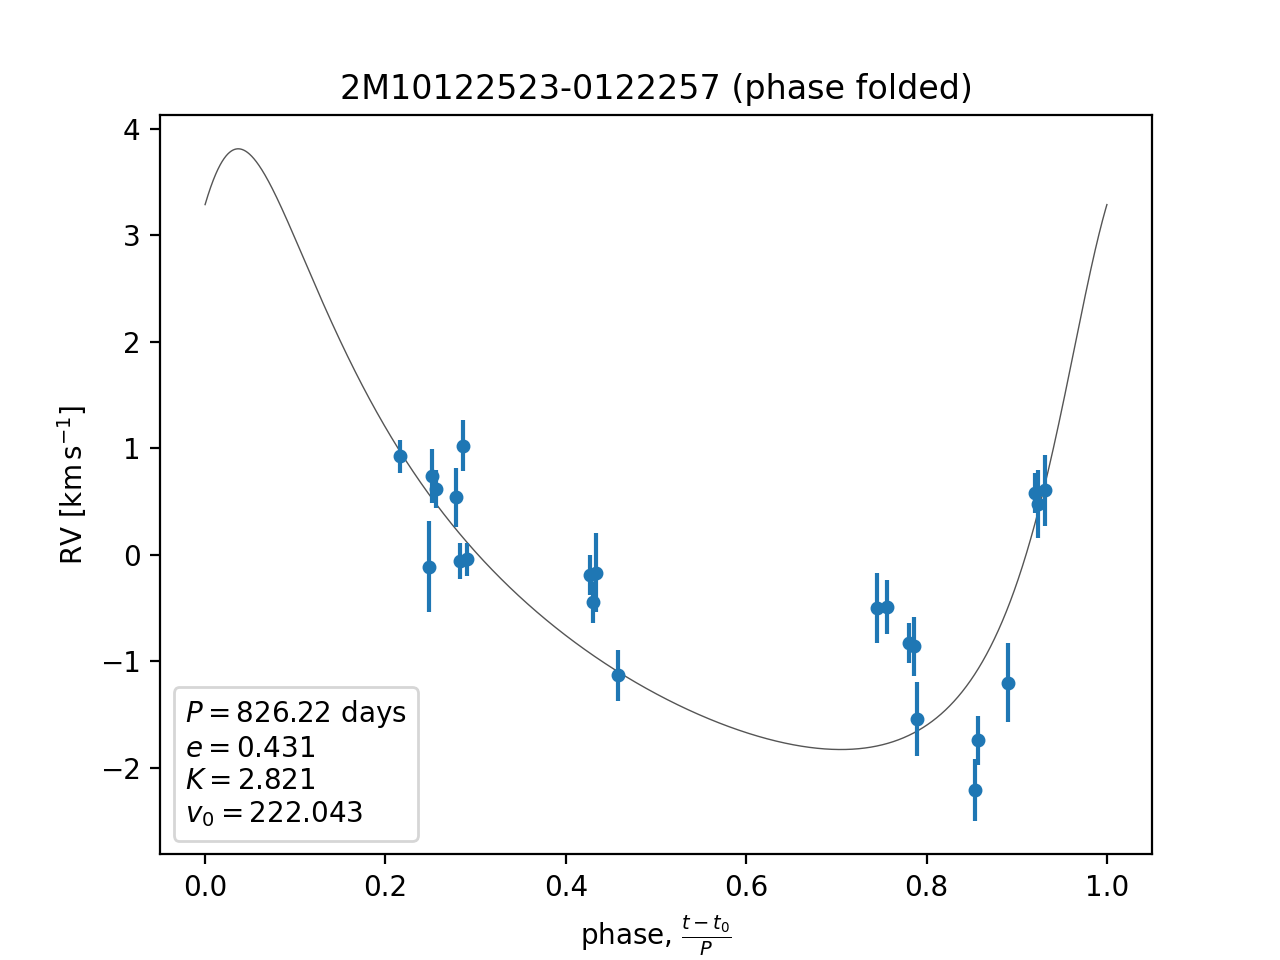 2M10122523-0122257 (phase folded)
4
3
2
1
0
−1
−2
RV [km s⁻¹]
P = 826.22 days
e = 0.431
K = 2.821
v₀ = 222.043
0.0 0.2 0.4 0.6 0.8 1.0
phase, (t − t₀)/P